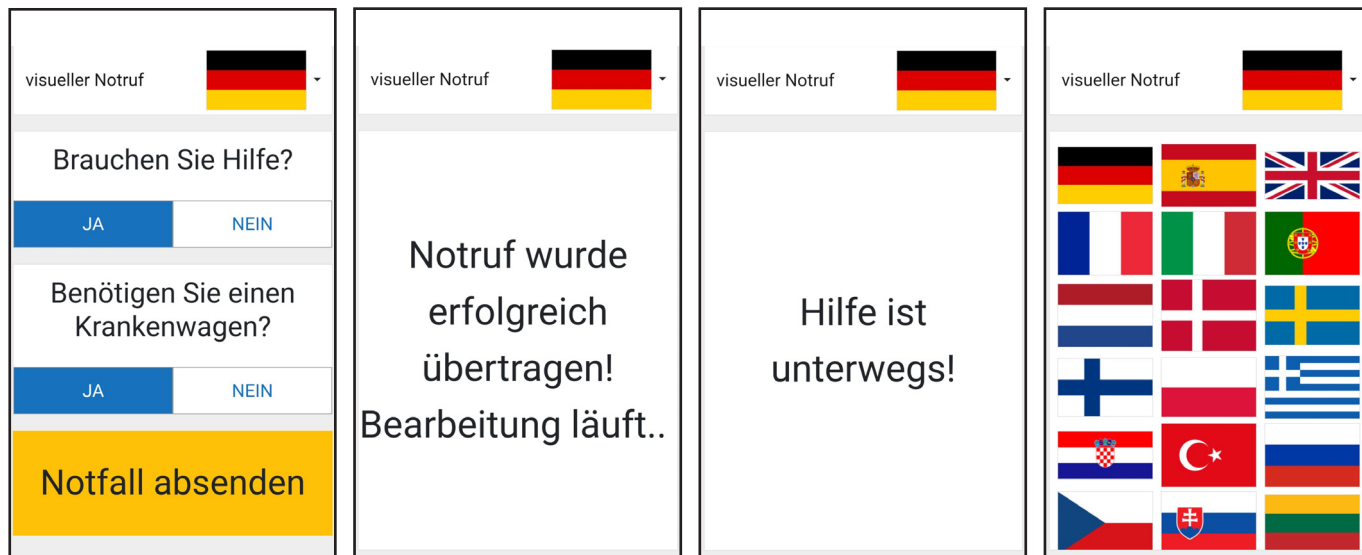 visueller Notruf
Brauchen Sie Hilfe?
JA NEIN
Benötigen Sie einen
Krankenwagen?
JA NEIN
Notfall absenden
visueller Notruf
Notruf wurde
erfolgreich
übertragen!
Bearbeitung läuft..
visueller Notruf
Hilfe ist
unterwegs!
visueller Notruf